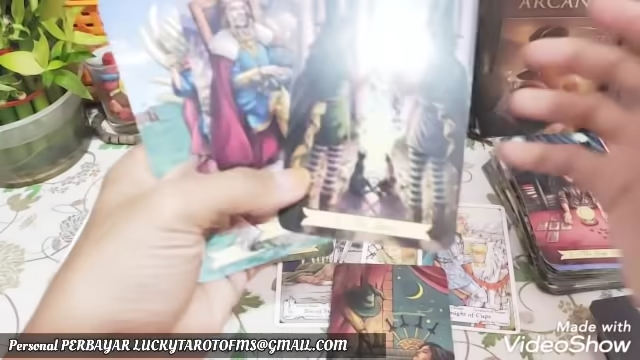 ARCAN
Knight of Cups
Made with
VideoShow
Personal PERBAYAR LUCKYTAROTOFMS@GMAIL.COM